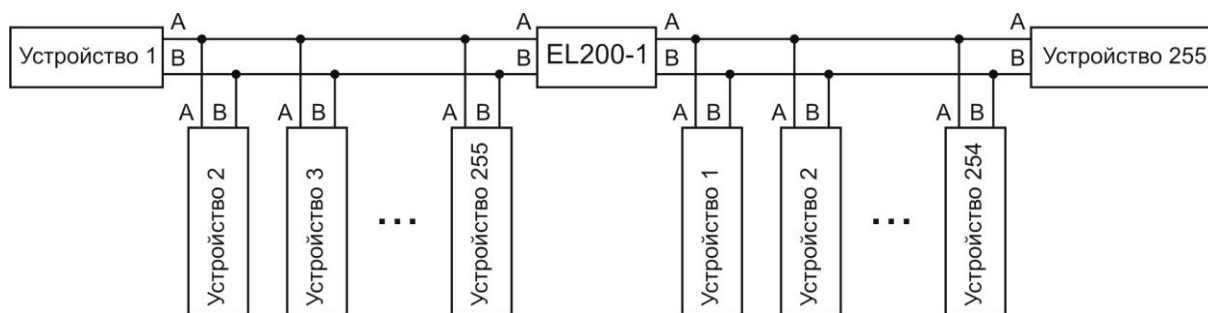 A A A A
Устройство 1 B B EL200-1 B B Устройство 255
A B A B A B A B A B A B
Устройство 2
Устройство 3
...
Устройство 255
Устройство 1
Устройство 2
...
Устройство 254